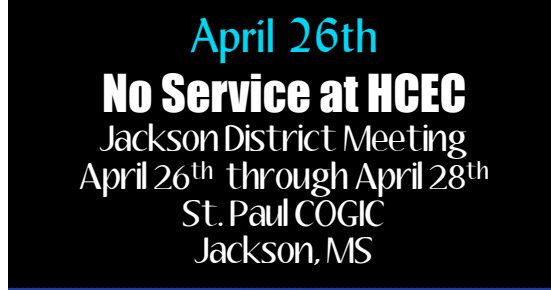 April 26th
No Service at HCEC
Jackson District Meeting
April 26th through April 28th
St. Paul COGIC
Jackson, MS